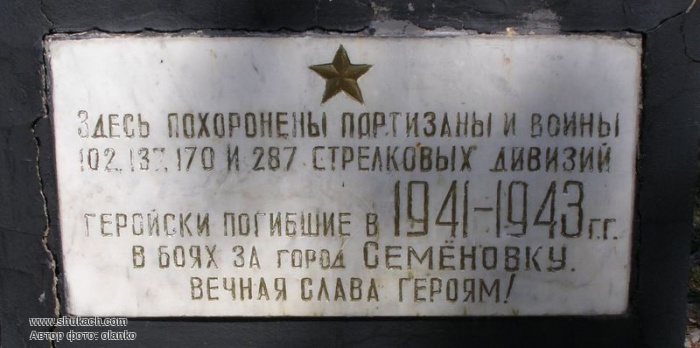 Здесь похоронены портизаны и воины
102, 137, 170 и 287 стрелковых дивизий
геройски погибшие в 1941-1943 г.г.
в боях за город Семёновку.
Вечная слава героям!
www.shukach.com
Автор фото: olanko